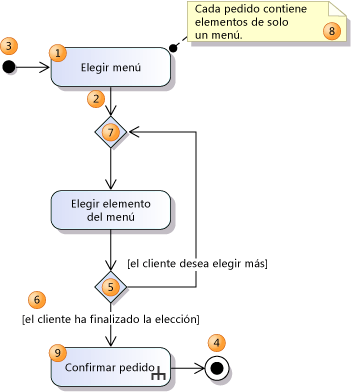 Cada pedido contiene
elementos de solo
un menú.
8
3
1
Elegir menú
2
7
Elegir elemento
del menú
[el cliente desea elegir más]
5
6
[el cliente ha finalizado la elección]
4
9
Confirmar pedido